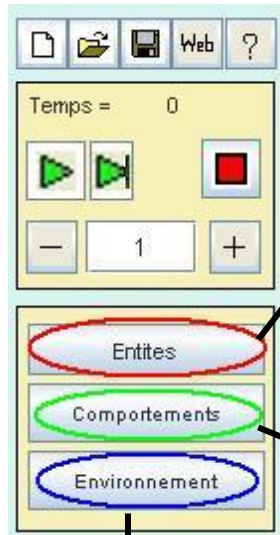 Web ?
Temps = 0
− 1 +
Entites
Comportements
Environnement